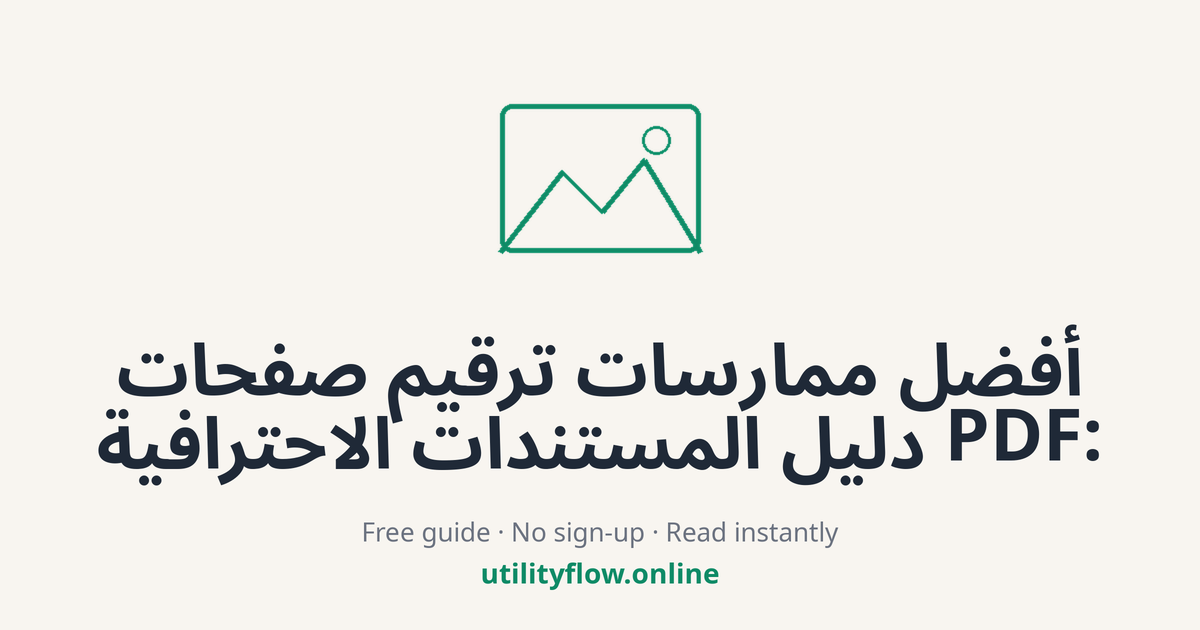 أفضل ممارسات ترقيم صفحات
PDF: دليل المستندات الاحترافية
Free guide · No sign-up · Read instantly
utilityflow.online